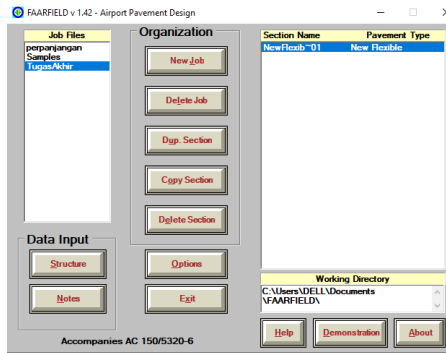 FAARFIELD v 1.42 - Airport Pavement Design
Job Files
perpanjangan
Samples
TugasAkhir
Organization
New Job
Delete Job
Dup. Section
Copy Section
Delete Section
Section Name Pavement Type
NewFlexib~01 New Flexible
Data Input
Structure
Notes
Options
Exit
Working Directory
C:\Users\DELL\Documents
\FAARFIELD\
Accompanies AC 150/5320-6
Help
Demonstration
About